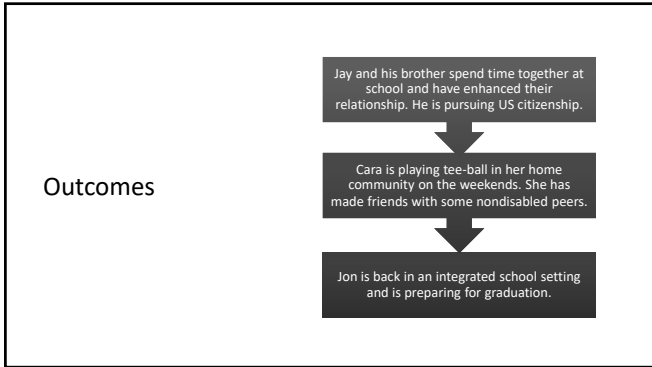 Outcomes
Jay and his brother spend time together at
school and have enhanced their
relationship. He is pursuing US citizenship.
Cara is playing tee-ball in her home
community on the weekends. She has
made friends with some nondisabled peers.
Jon is back in an integrated school setting
and is preparing for graduation.